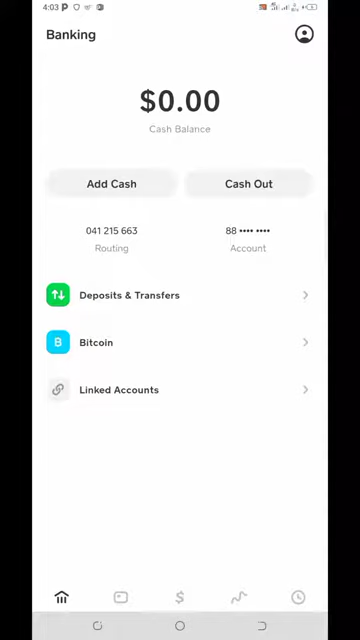 4:03
Banking
$0.00
Cash Balance
Add Cash
Cash Out
041 215 663
88 •••• ••••
Routing
Account
Deposits & Transfers
Bitcoin
Linked Accounts